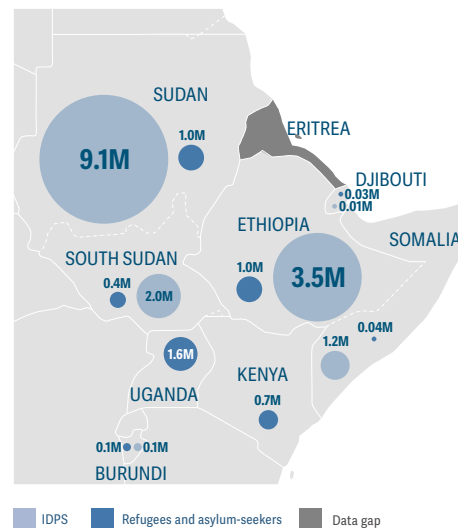 SUDAN
1.0M
9.1M
ERITREA
DJIBOUTI
0.03M
0.01M
ETHIOPIA
SOMALIA
SOUTH SUDAN
0.4M
2.0M
1.0M
3.5M
0.04M
1.2M
1.6M
KENYA
UGANDA
0.7M
0.1M 0.1M
BURUNDI
IDPS Refugees and asylum-seekers Data gap